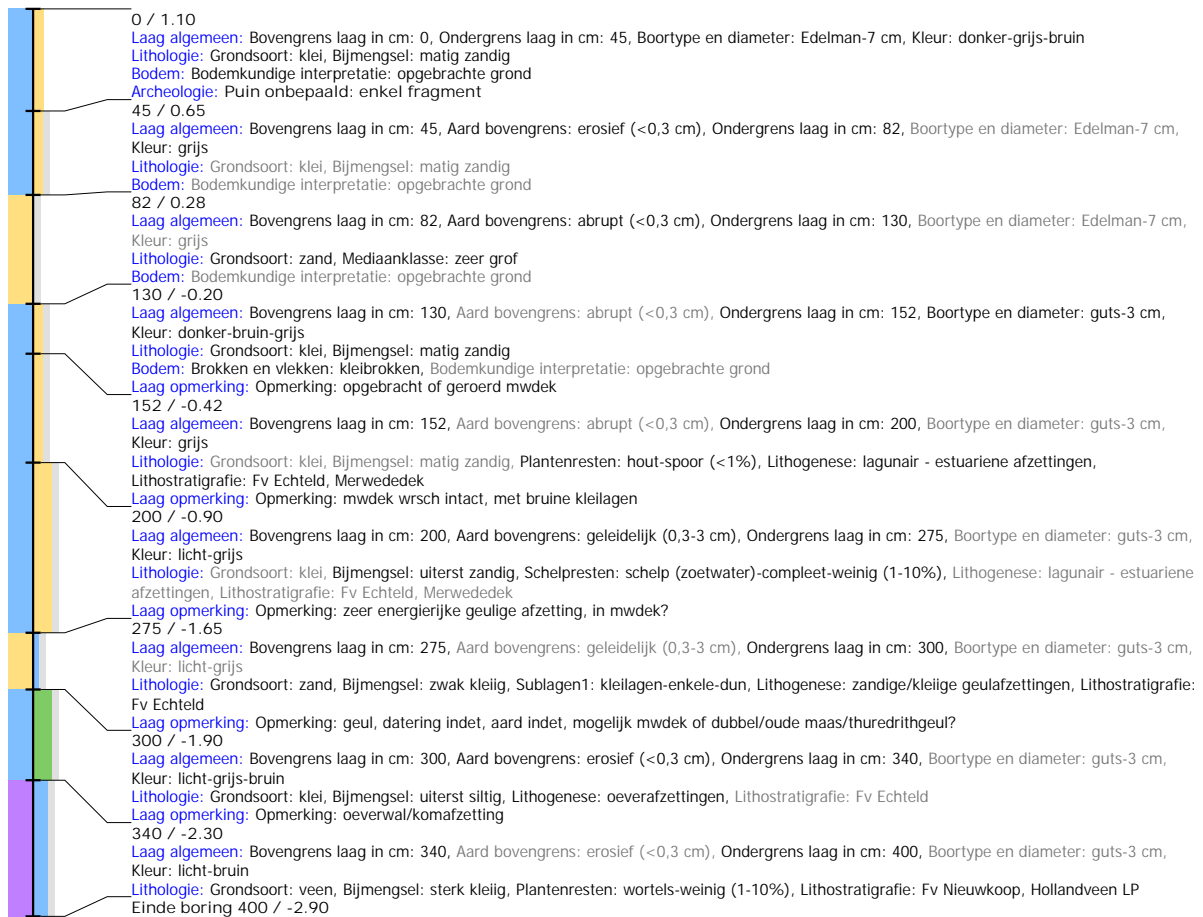 0 / 1.10
Laag algemeen: Bovengrens laag in cm: 0, Ondergrens laag in cm: 45, Boortype en diameter: Edelman-7 cm, Kleur: donker-grijs-bruin
Lithologie: Grondsoort: klei, Bijmengsel: matig zandig
Bodem: Bodemkundige interpretatie: opgebrachte grond
Archeologie: Puin onbepaald: enkel fragment
45 / 0.65
Laag algemeen: Bovengrens laag in cm: 45, Aard bovengrens: erosief (<0,3 cm), Ondergrens laag in cm: 82, Boortype en diameter: Edelman-7 cm,
Kleur: grijs
Lithologie: Grondsoort: klei, Bijmengsel: matig zandig
Bodem: Bodemkundige interpretatie: opgebrachte grond
82 / 0.28
Laag algemeen: Bovengrens laag in cm: 82, Aard bovengrens: abrupt (<0,3 cm), Ondergrens laag in cm: 130, Boortype en diameter: Edelman-7 cm,
Kleur: grijs
Lithologie: Grondsoort: zand, Mediaanklasse: zeer grof
Bodem: Bodemkundige interpretatie: opgebrachte grond
130 / -0.20
Laag algemeen: Bovengrens laag in cm: 130, Aard bovengrens: abrupt (<0,3 cm), Ondergrens laag in cm: 152, Boortype en diameter: guts-3 cm,
Kleur: donker-bruin-grijs
Lithologie: Grondsoort: klei, Bijmengsel: matig zandig
Bodem: Brokken en vlekken: kleibrokken, Bodemkundige interpretatie: opgebrachte grond
Laag opmerking: Opmerking: opgebracht of geroerd mwdek
152 / -0.42
Laag algemeen: Bovengrens laag in cm: 152, Aard bovengrens: abrupt (<0,3 cm), Ondergrens laag in cm: 200, Boortype en diameter: guts-3 cm,
Kleur: grijs
Lithologie: Grondsoort: klei, Bijmengsel: matig zandig, Plantenresten: hout-spoor (<1%), Lithogenese: lagunair - estuariene afzettingen,
Lithostratigrafie: Fv Echteld, Merwededek
Laag opmerking: Opmerking: mwdek wrsch intact, met bruine kleilagen
200 / -0.90
Laag algemeen: Bovengrens laag in cm: 200, Aard bovengrens: geleidelijk (0,3-3 cm), Ondergrens laag in cm: 275, Boortype en diameter: guts-3 cm,
Kleur: licht-grijs
Lithologie: Grondsoort: klei, Bijmengsel: uiterst zandig, Schelpresten: schelp (zoetwater)-compleet-weinig (1-10%), Lithogenese: lagunair - estuariene
afzettingen, Lithostratigrafie: Fv Echteld, Merwededek
Laag opmerking: Opmerking: zeer energierijke geulige afzetting, in mwdek?
275 / -1.65
Laag algemeen: Bovengrens laag in cm: 275, Aard bovengrens: geleidelijk (0,3-3 cm), Ondergrens laag in cm: 300, Boortype en diameter: guts-3 cm,
Kleur: licht-grijs
Lithologie: Grondsoort: zand, Bijmengsel: zwak kleiig, Sublagen1: kleilagen-enkele-dun, Lithogenese: zandige/kleiige geulafzettingen, Lithostratigrafie:
Fv Echteld
Laag opmerking: Opmerking: geul, datering indet, aard indet, mogelijk mwdek of dubbel/oude maas/thuredrithgeul?
300 / -1.90
Laag algemeen: Bovengrens laag in cm: 300, Aard bovengrens: erosief (<0,3 cm), Ondergrens laag in cm: 340, Boortype en diameter: guts-3 cm,
Kleur: licht-grijs-bruin
Lithologie: Grondsoort: klei, Bijmengsel: uiterst siltig, Lithogenese: oeverafzettingen, Lithostratigrafie: Fv Echteld
Laag opmerking: Opmerking: oeverwal/komafzetting
340 / -2.30
Laag algemeen: Bovengrens laag in cm: 340, Aard bovengrens: erosief (<0,3 cm), Ondergrens laag in cm: 400, Boortype en diameter: guts-3 cm,
Kleur: licht-bruin
Lithologie: Grondsoort: veen, Bijmengsel: sterk kleiig, Plantenresten: wortels-weinig (1-10%), Lithostratigrafie: Fv Nieuwkoop, Hollandveen LP
Einde boring 400 / -2.90